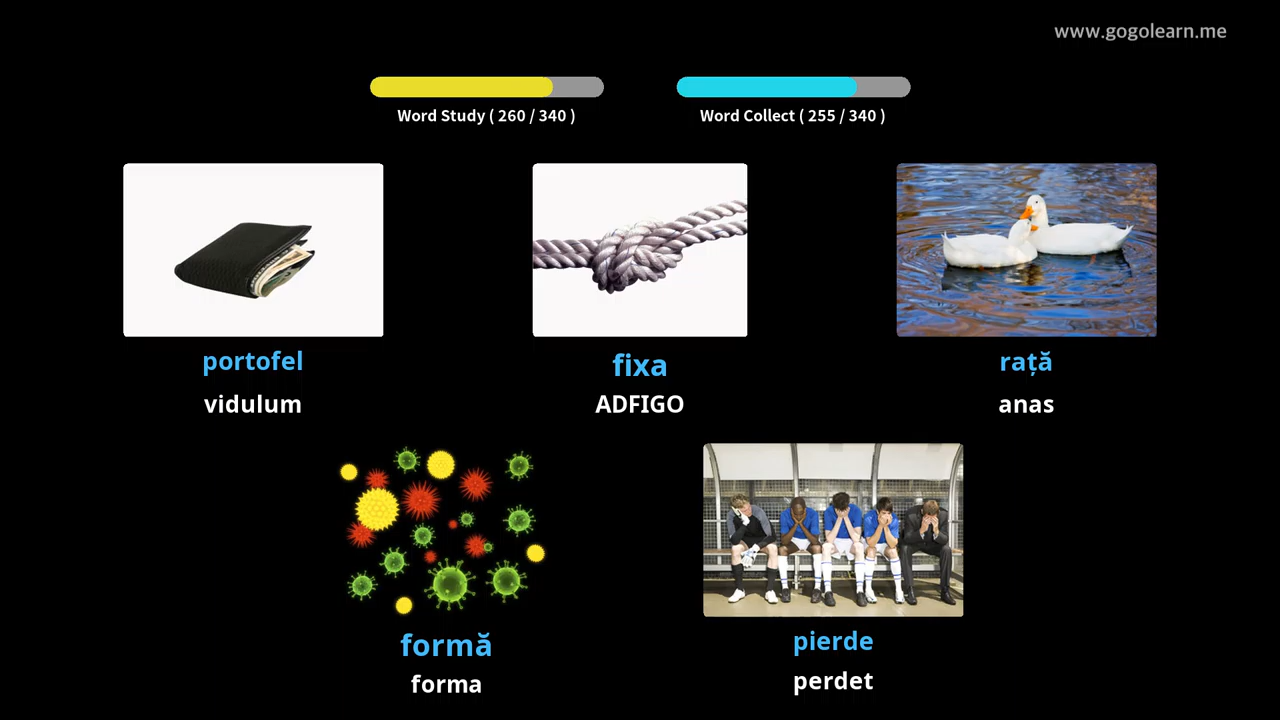 www.gogolearn.me
Word Study ( 260 / 340 )
Word Collect ( 255 / 340 )
portofel
vidulum
fixa
ADFIGO
rață
anas
formă
forma
pierde
perdet